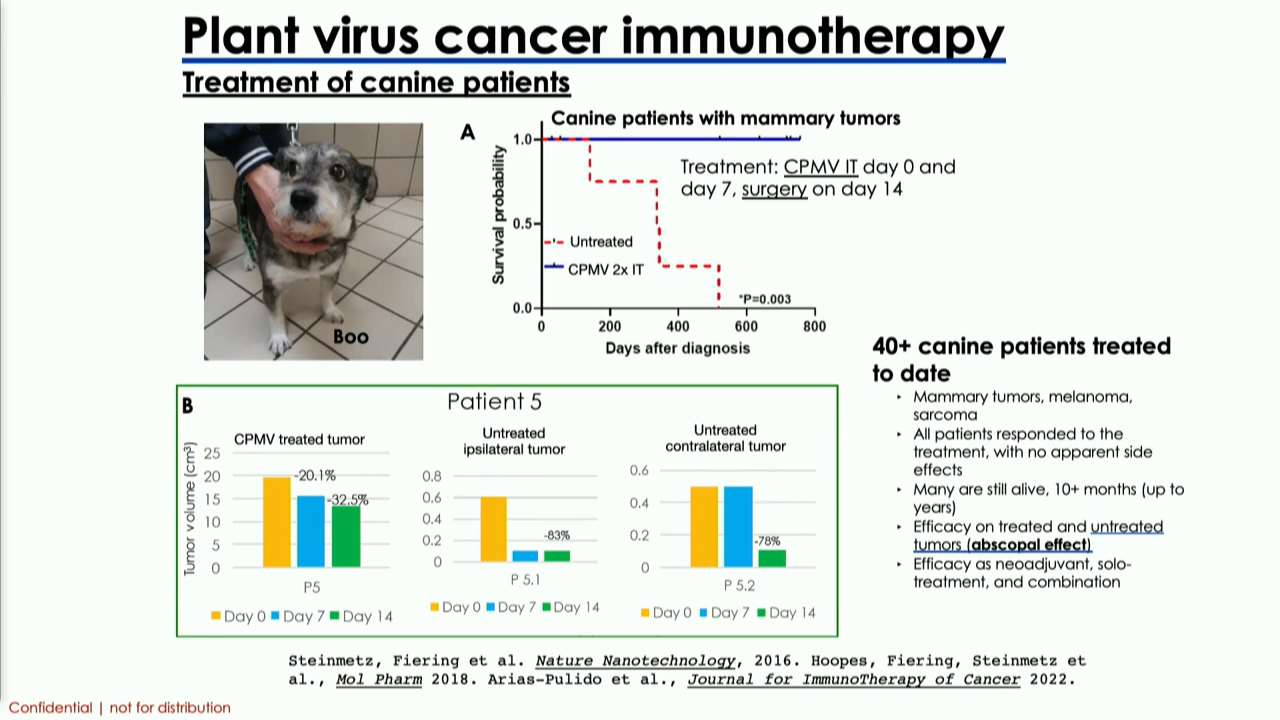 Plant virus cancer immunotherapy
Treatment of canine patients
Boo
A
Canine patients with mammary tumors
Survival probability
1.0
0.5
0.0
Treatment: CPMV IT day 0 and
day 7, surgery on day 14
Untreated
CPMV 2x IT
*P=0.003
0 200 400 600 800
Days after diagnosis
40+ canine patients treated
to date
‣ Mammary tumors, melanoma,
sarcoma
‣ All patients responded to the
treatment, with no apparent side
effects
‣ Many are still alive, 10+ months (up to
years)
‣ Efficacy on treated and untreated
tumors (abscopal effect)
‣ Efficacy as neoadjuvant, solo-
treatment, and combination
B
Patient 5
CPMV treated tumor
Tumor volume (cm³)
25
20
15
10
5
0
-20.1%
-32.5%
P5
Day 0 Day 7 Day 14
Untreated
ipsilateral tumor
0.8
0.6
0.4
0.2
0
-83%
P 5.1
Day 0 Day 7 Day 14
Untreated
contralateral tumor
0.6
0.4
0.2
0
-78%
P 5.2
Day 0 Day 7 Day 14
Steinmetz, Fiering et al. Nature Nanotechnology, 2016. Hoopes, Fiering, Steinmetz et
al., Mol Pharm 2018. Arias-Pulido et al., Journal for ImmunoTherapy of Cancer 2022.
Confidential | not for distribution